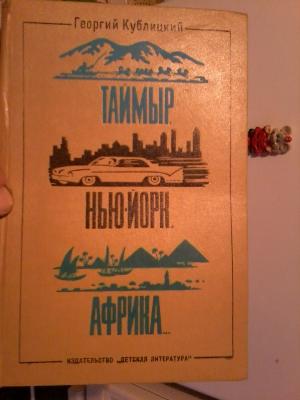 Георгий Кублицкий
ТАЙМЫР,
НЬЮ-ЙОРК,
АФРИКА...
ИЗДАТЕЛЬСТВО „ДЕТСКАЯ ЛИТЕРАТУРА"